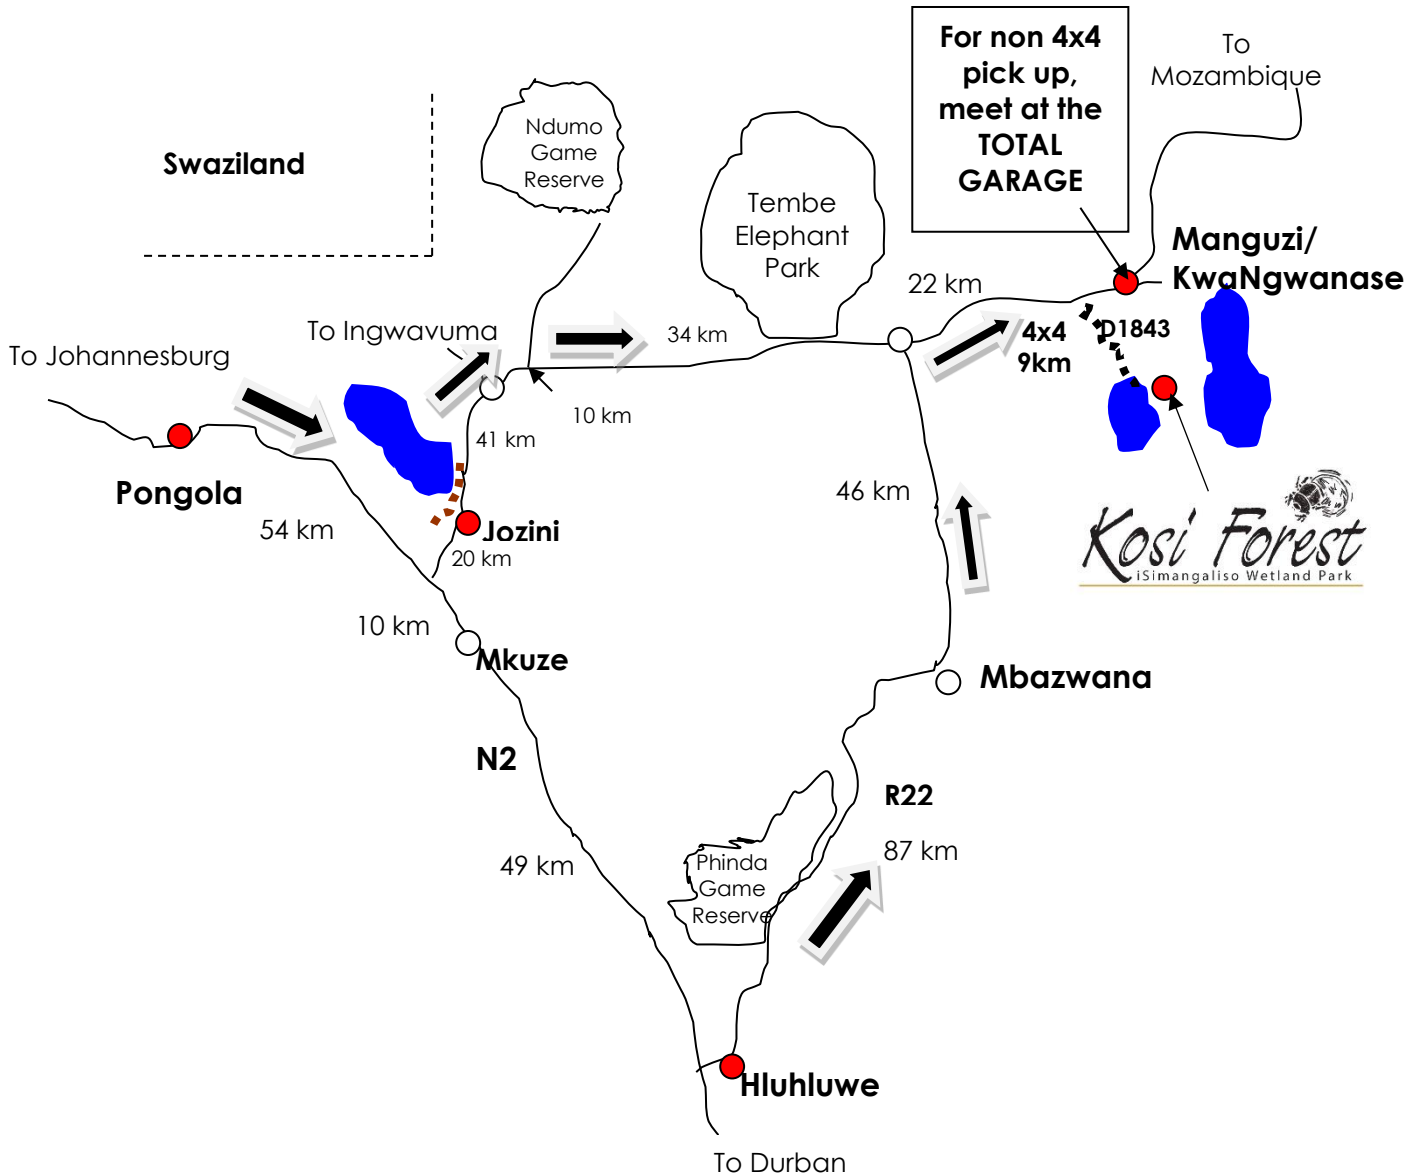 For non 4x4
pick up,
meet at the
TOTAL
GARAGE
To
Mozambique
Ndumo
Game
Reserve
Swaziland
Tembe
Elephant
Park
Manguzi/
KwaNgwanase
22 km
To Ingwavuma
34 km
4x4
9km
D1843
To Johannesburg
10 km
41 km
Pongola
46 km
54 km
Jozini
20 km
Kosi Forest
iSimangaliso Wetland Park
10 km
Mkuze
Mbazwana
N2
R22
87 km
49 km
Phinda
Game
Reserve
Hluhluwe
To Durban